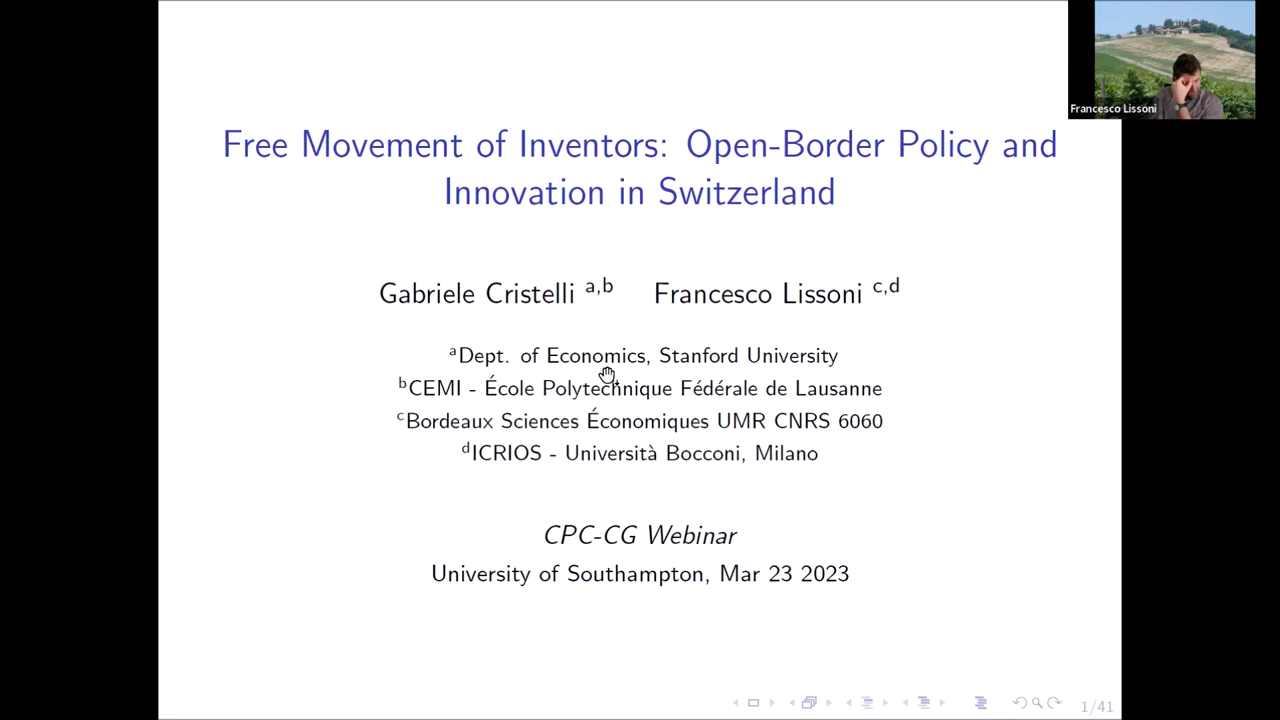 Francesco Lissoni
Free Movement of Inventors: Open-Border Policy and
Innovation in Switzerland
Gabriele Cristelli a,b Francesco Lissoni c,d
aDept. of Economics, Stanford University
bCEMI - École Polytechnique Fédérale de Lausanne
cBordeaux Sciences Économiques UMR CNRS 6060
dICRIOS - Università Bocconi, Milano
CPC-CG Webinar
University of Southampton, Mar 23 2023
1/41